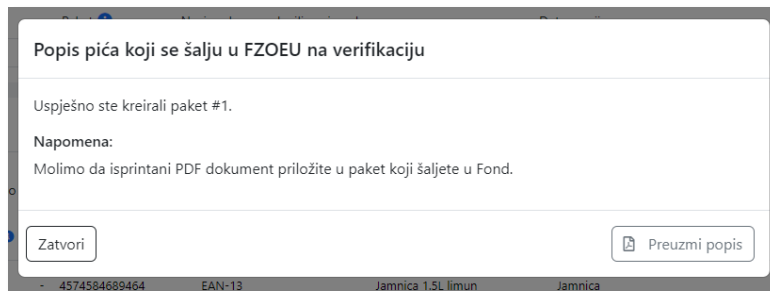 Popis pića koji se šalju u FZOEU na verifikaciju
Uspješno ste kreirali paket #1.
Napomena:
Molimo da isprintani PDF dokument priložite u paket koji šaljete u Fond.
Zatvori
Preuzmi popis
- 4574584689464 EAN-13 Jamnica 1.5L limun Jamnica